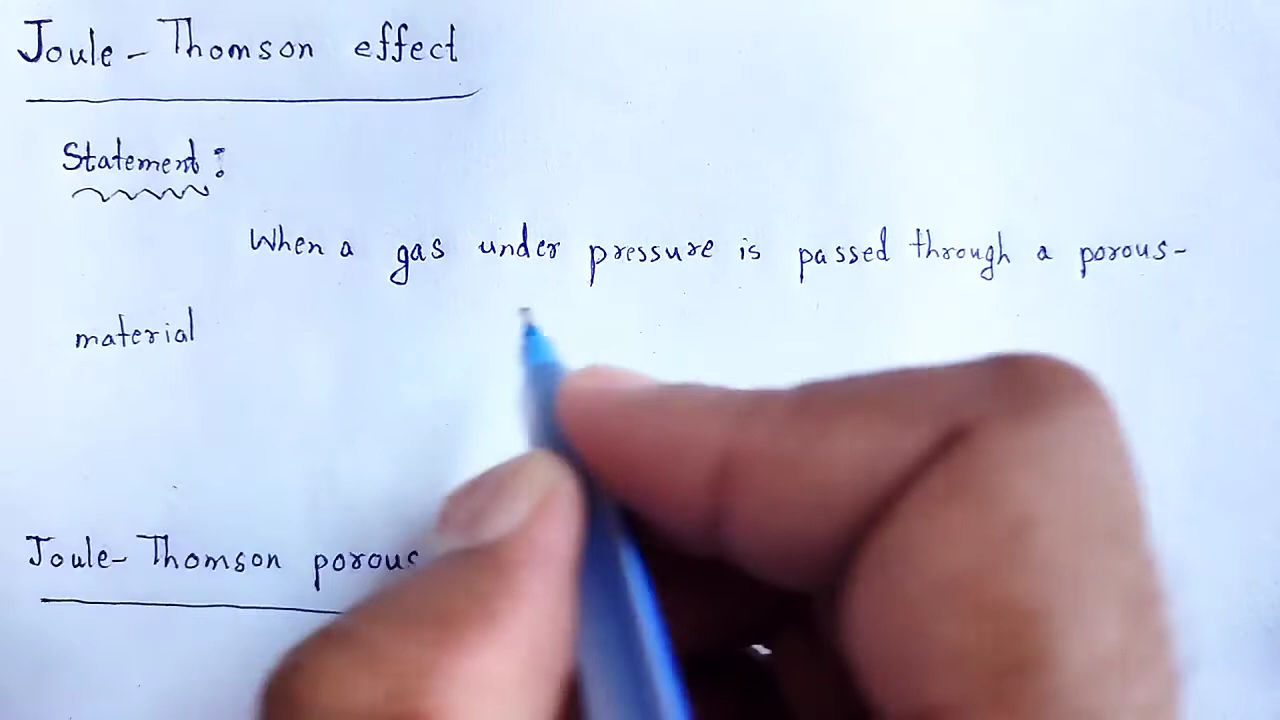 Joule-Thomson effect
Statement:
When a gas under pressure is passed through a porous-
material
Joule-Thomson porous